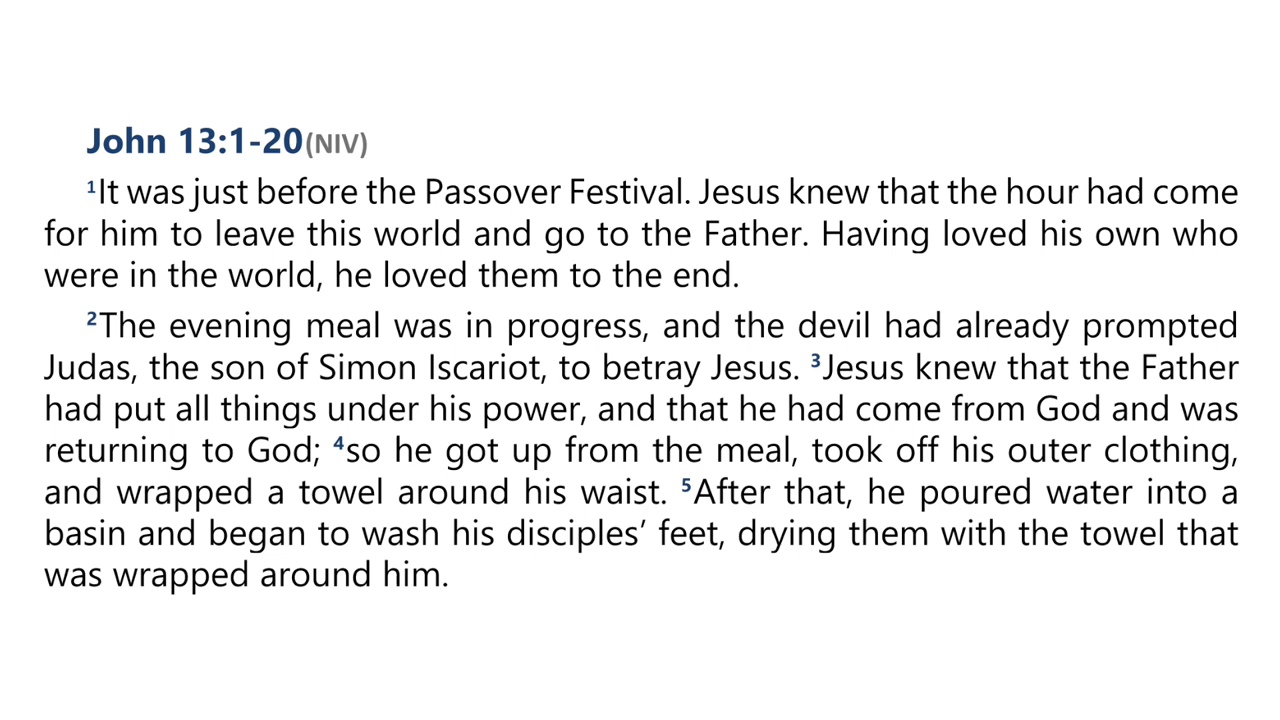 John 13:1-20(NIV)
1It was just before the Passover Festival. Jesus knew that the hour had come
for him to leave this world and go to the Father. Having loved his own who
were in the world, he loved them to the end.
2The evening meal was in progress, and the devil had already prompted
Judas, the son of Simon Iscariot, to betray Jesus. 3Jesus knew that the Father
had put all things under his power, and that he had come from God and was
returning to God; 4so he got up from the meal, took off his outer clothing,
and wrapped a towel around his waist. 5After that, he poured water into a
basin and began to wash his disciples’ feet, drying them with the towel that
was wrapped around him.